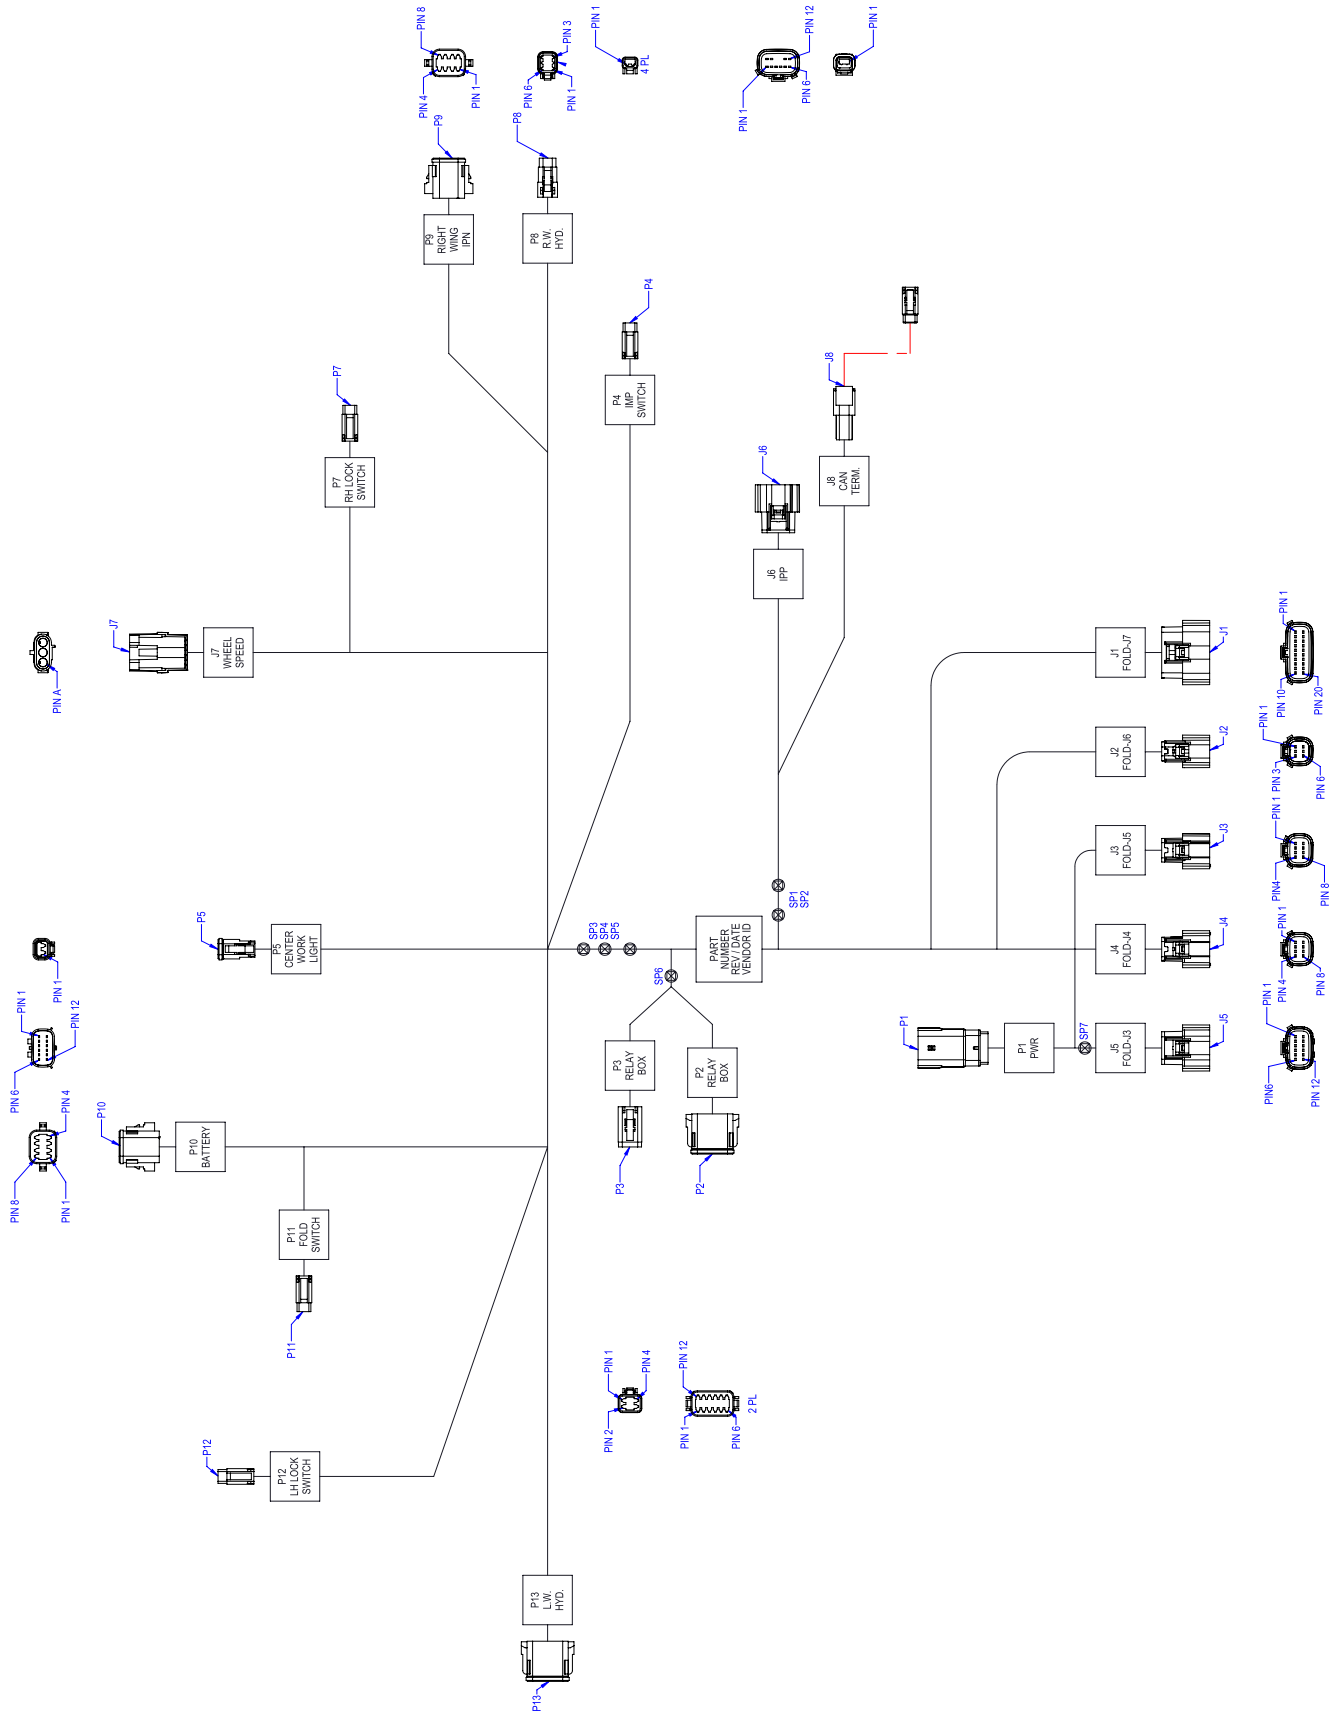 PIN 8
PIN 4
PIN 1
P9
P9
RIGHT
WING
IPN
PIN 3
PIN 6
PIN 1
P8
P8
R.W.
HYD.
PIN 1
4 PL
PIN 12
PIN 1
PIN 6
PIN 1
P4
P4
IMP
SWITCH
P7
P7
RH LOCK
SWITCH
J8
J8
CAN
TERM.
J6
J6
IPP
PIN A
J7
J7
WHEEL
SPEED
J1
FOLD-J7
J1
PIN 1
PIN 10
PIN 20
J2
FOLD-J6
J2
PIN 1
PIN 3
PIN 6
J3
FOLD-J5
J3
PIN 1
PIN4
PIN 8
J4
FOLD-J4
J4
PIN 1
PIN 4
PIN 8
P5
P5
CENTER
WORK
LIGHT
PIN 1
SP3
SP4
SP5
SP1
SP2
PART
NUMBER
REV / DATE
VENDOR ID
SP6
P1
P1
PWR
SP7
J5
FOLD-J3
J5
PIN 1
PIN6
PIN 12
PIN 1
PIN 6
PIN 12
P3
RELAY
BOX
P3
P2
RELAY
BOX
P2
PIN 4
PIN 8
PIN 1
P10
P10
BATTERY
P11
FOLD
SWITCH
P11
PIN 1
PIN 2
PIN 4
PIN 12
PIN 1
PIN 6
2 PL
P12
P12
LH LOCK
SWITCH
P13
L.W.
HYD.
P13